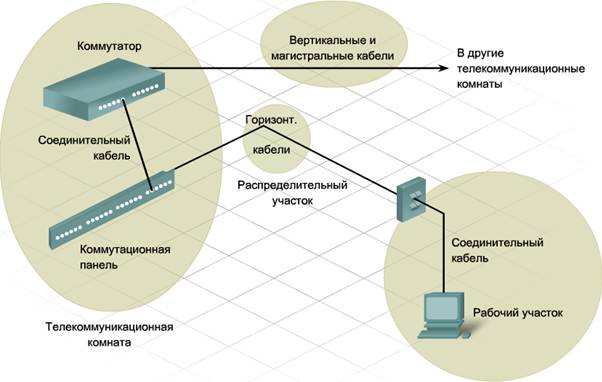 Коммутатор
Вертикальные и
магистральные кабели
В другие
телекоммуникационные
комнаты
Соединительный
кабель
Горизонт.
кабели
Распределительный
участок
Коммутационная
панель
Соединительный
кабель
Рабочий участок
Телекоммуникационная
комната